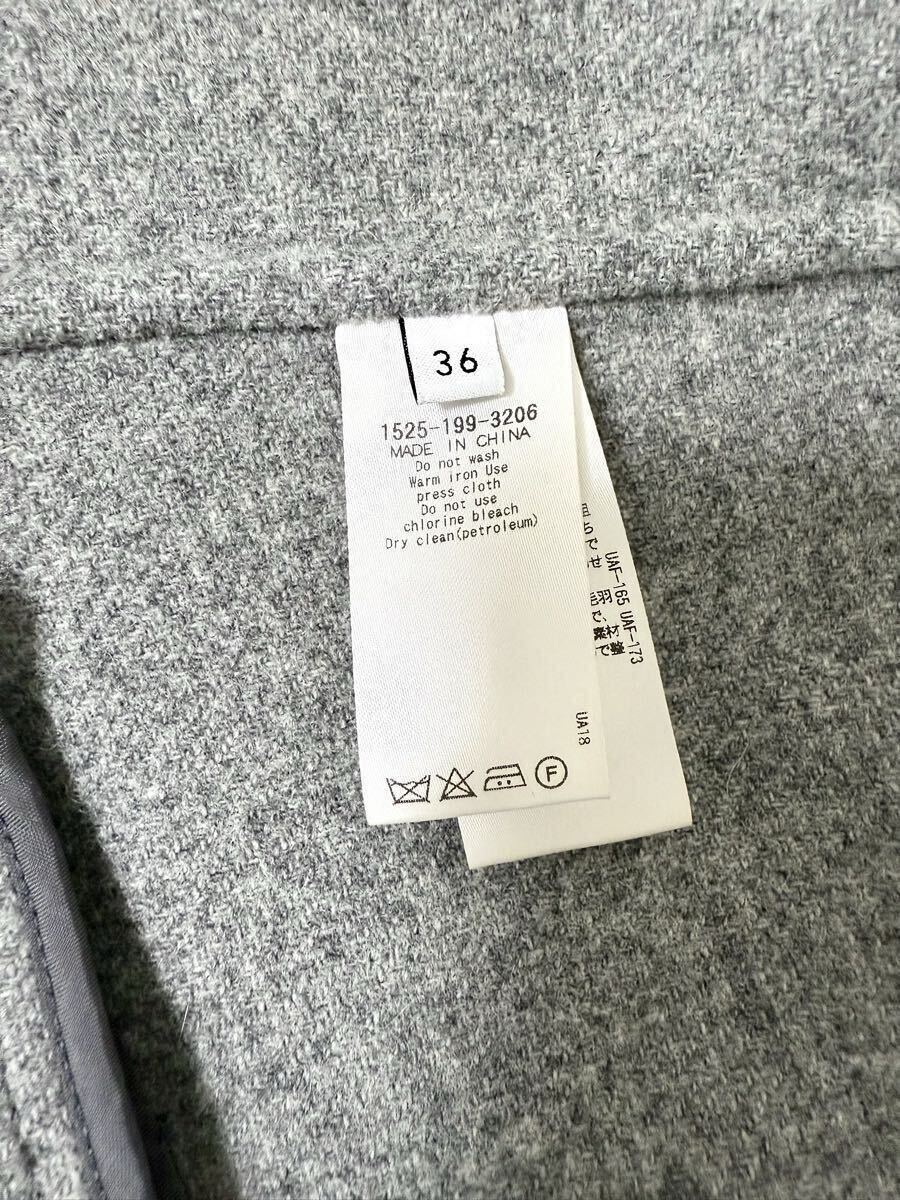 36
1525-199-3206
MADE IN CHINA
Do not wash
Warm iron Use
press cloth
Do not use
chlorine bleach
Dry clean(petroleum)
UA18
F
UAF-165 UAF-173